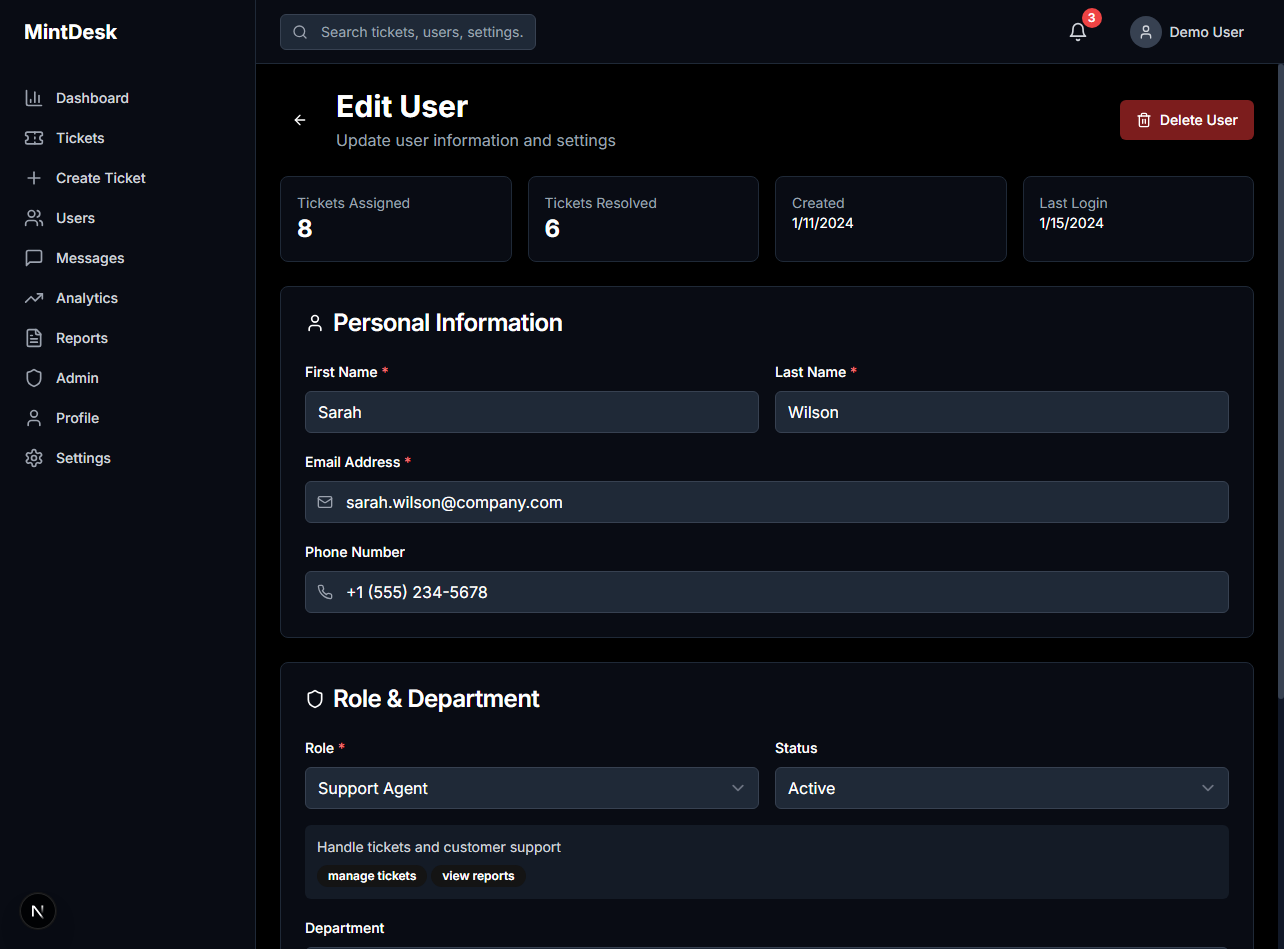 MintDesk
Search tickets, users, settings.
3
Demo User
Dashboard
Tickets
Create Ticket
Users
Messages
Analytics
Reports
Admin
Profile
Settings
N
Edit User
Update user information and settings
Delete User
Tickets Assigned
8
Tickets Resolved
6
Created
1/11/2024
Last Login
1/15/2024
Personal Information
First Name *
Last Name *
Sarah
Wilson
Email Address *
sarah.wilson@company.com
Phone Number
+1 (555) 234-5678
Role & Department
Role *
Status
Support Agent
Active
Handle tickets and customer support
manage tickets
view reports
Department